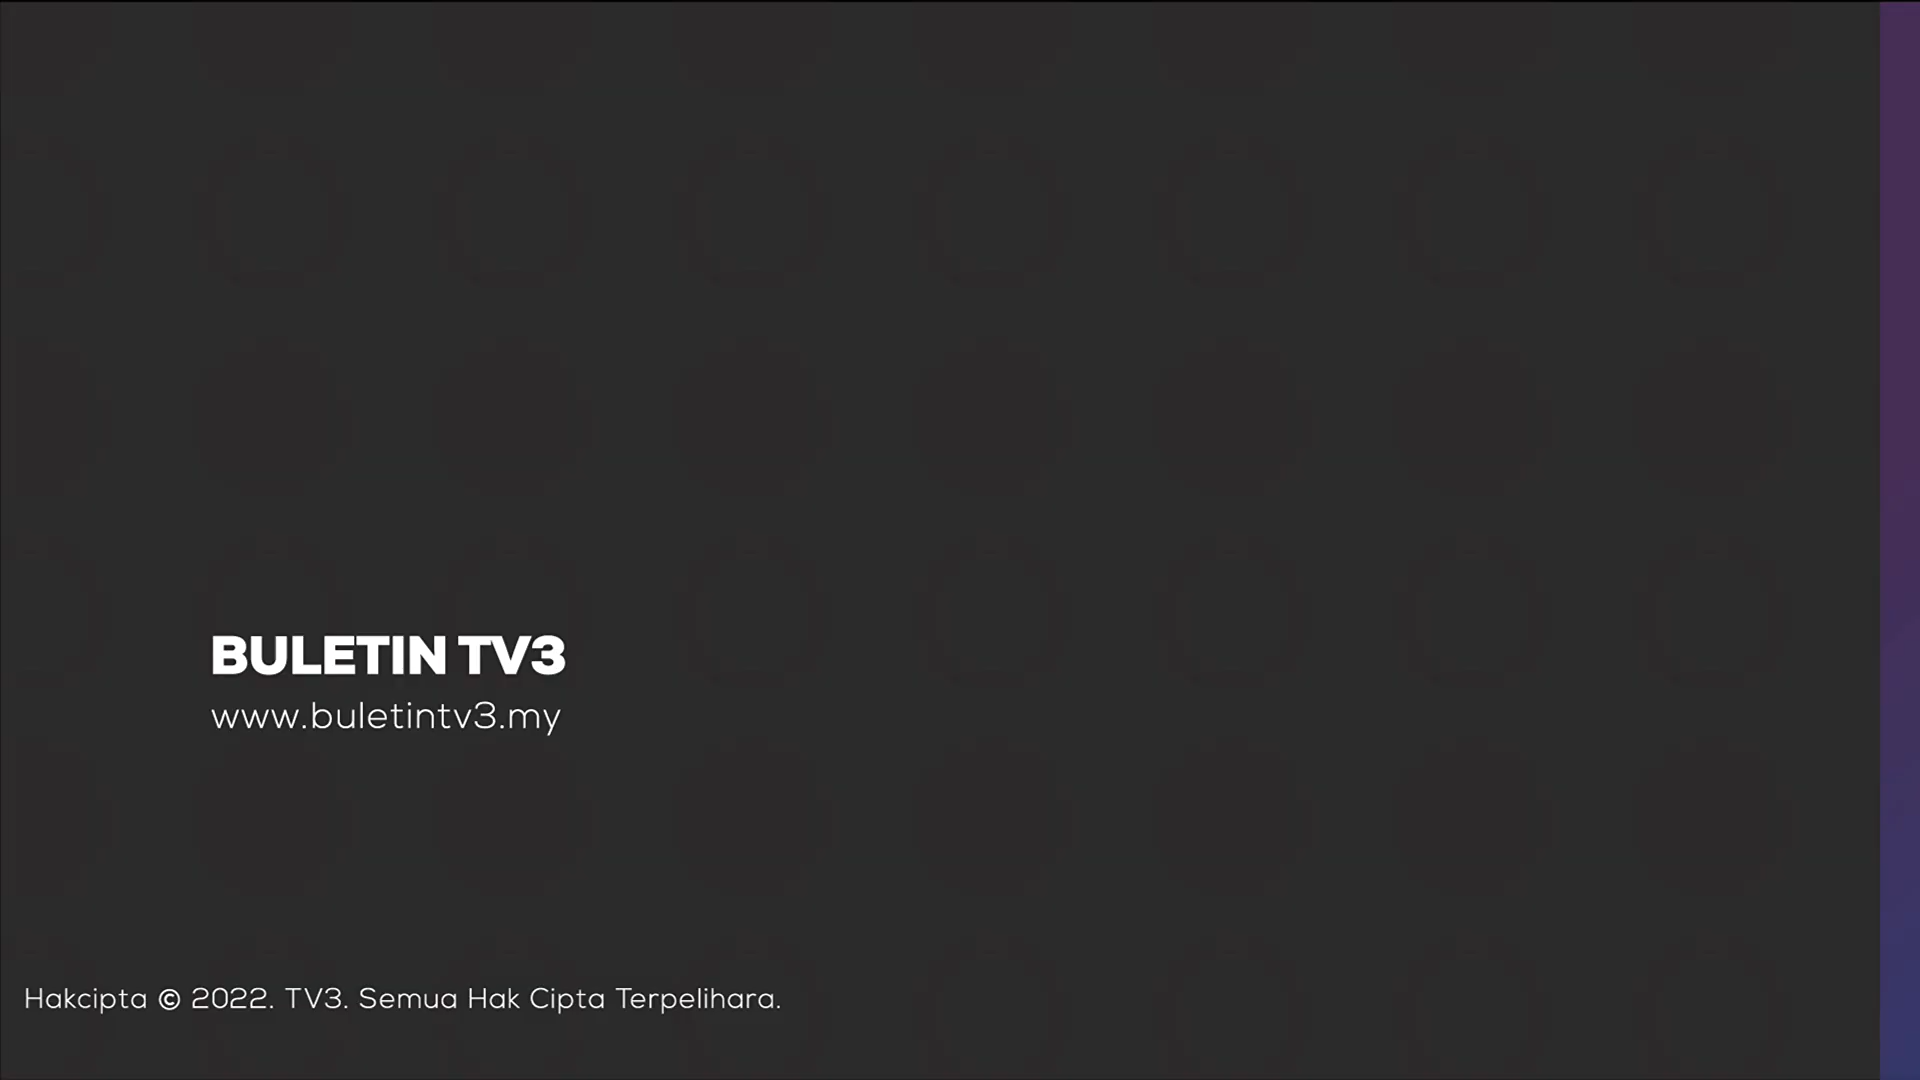 BULETIN TV3
www.buletintv3.my
Hakcipta © 2022. TV3. Semua Hak Cipta Terpelihara.